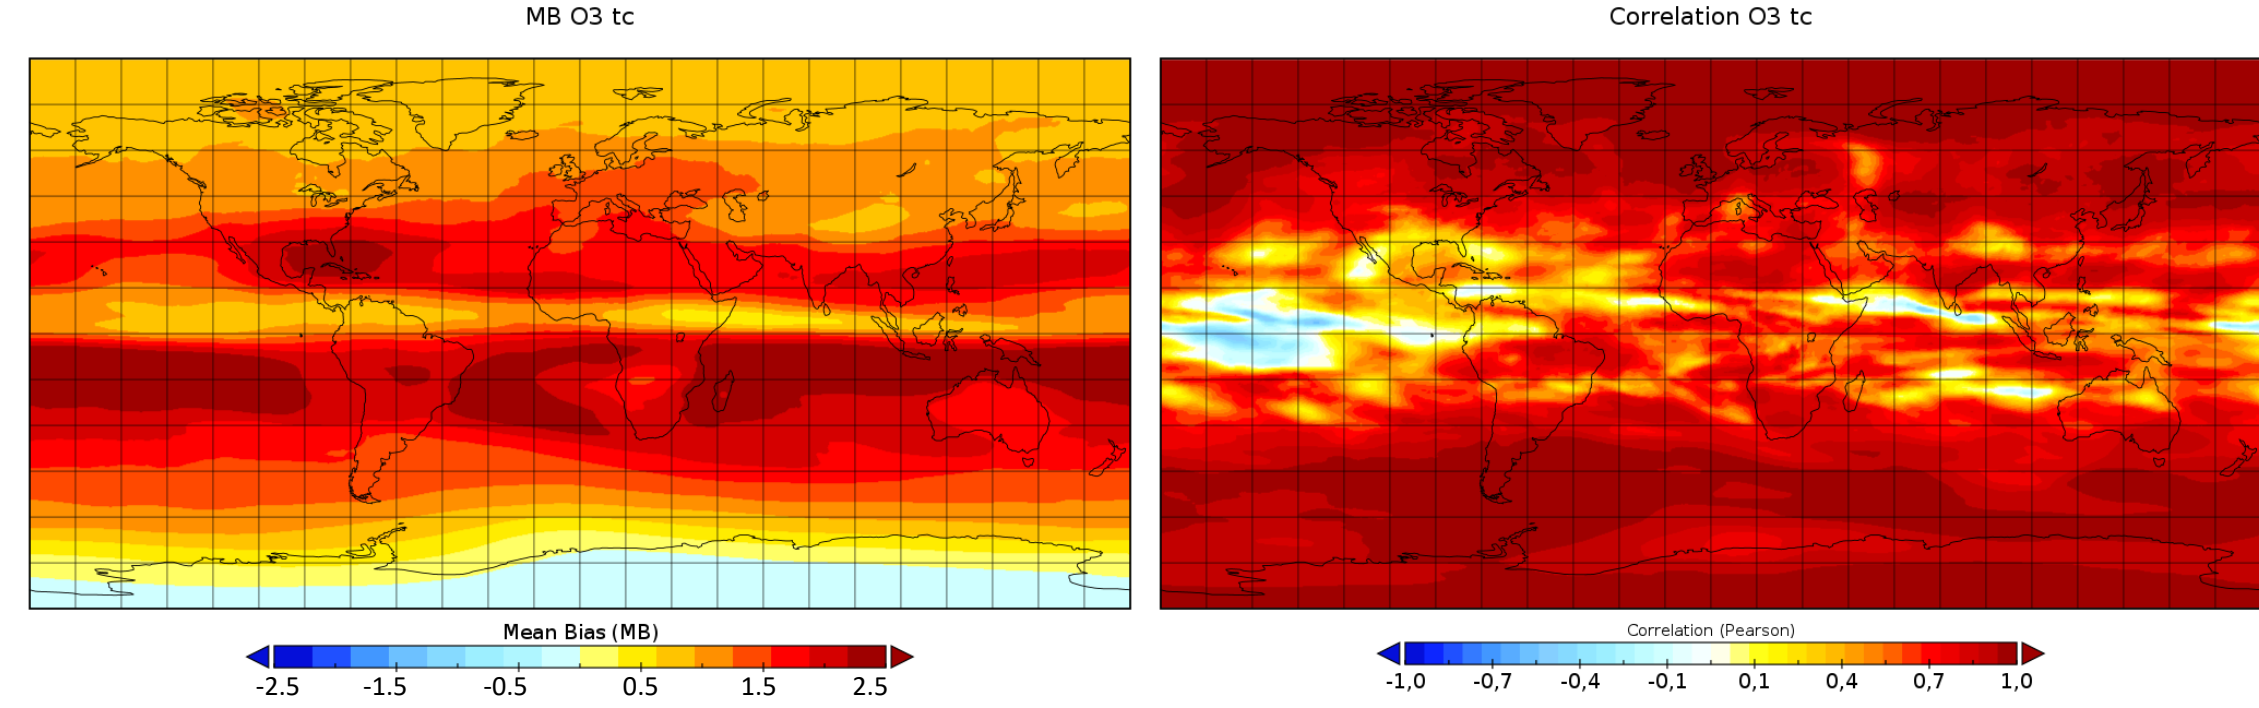 MB O3 tc
Correlation O3 tc
Mean Bias (MB)
-2.5 -1.5 -0.5 0.5 1.5 2.5
Correlation (Pearson)
-1,0 -0,7 -0,4 -0,1 0,1 0,4 0,7 1,0